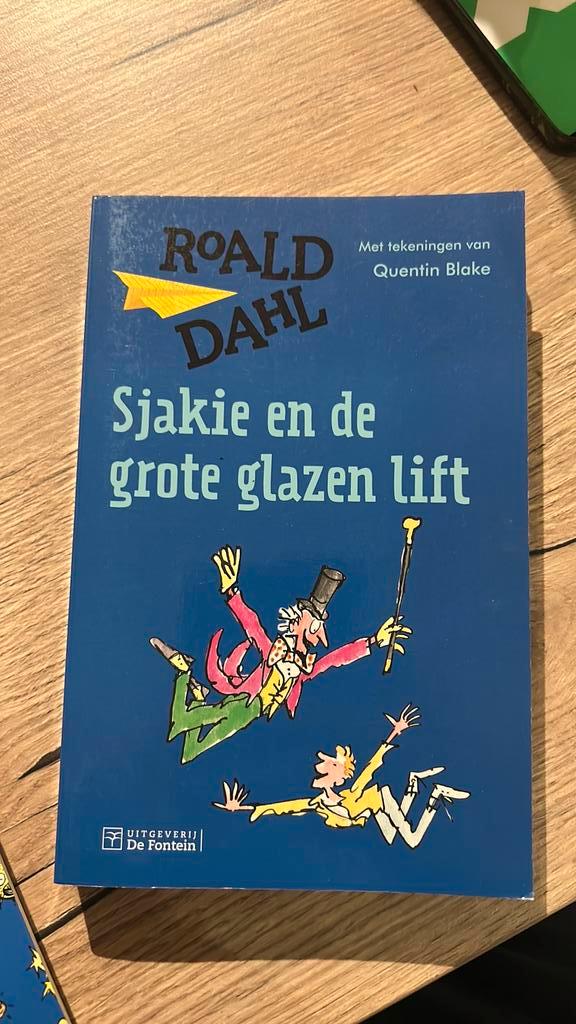 ROALD
DAHL
Met tekeningen van
Quentin Blake
Sjakie en de
grote glazen lift
UITGEVERIJ
De Fontein